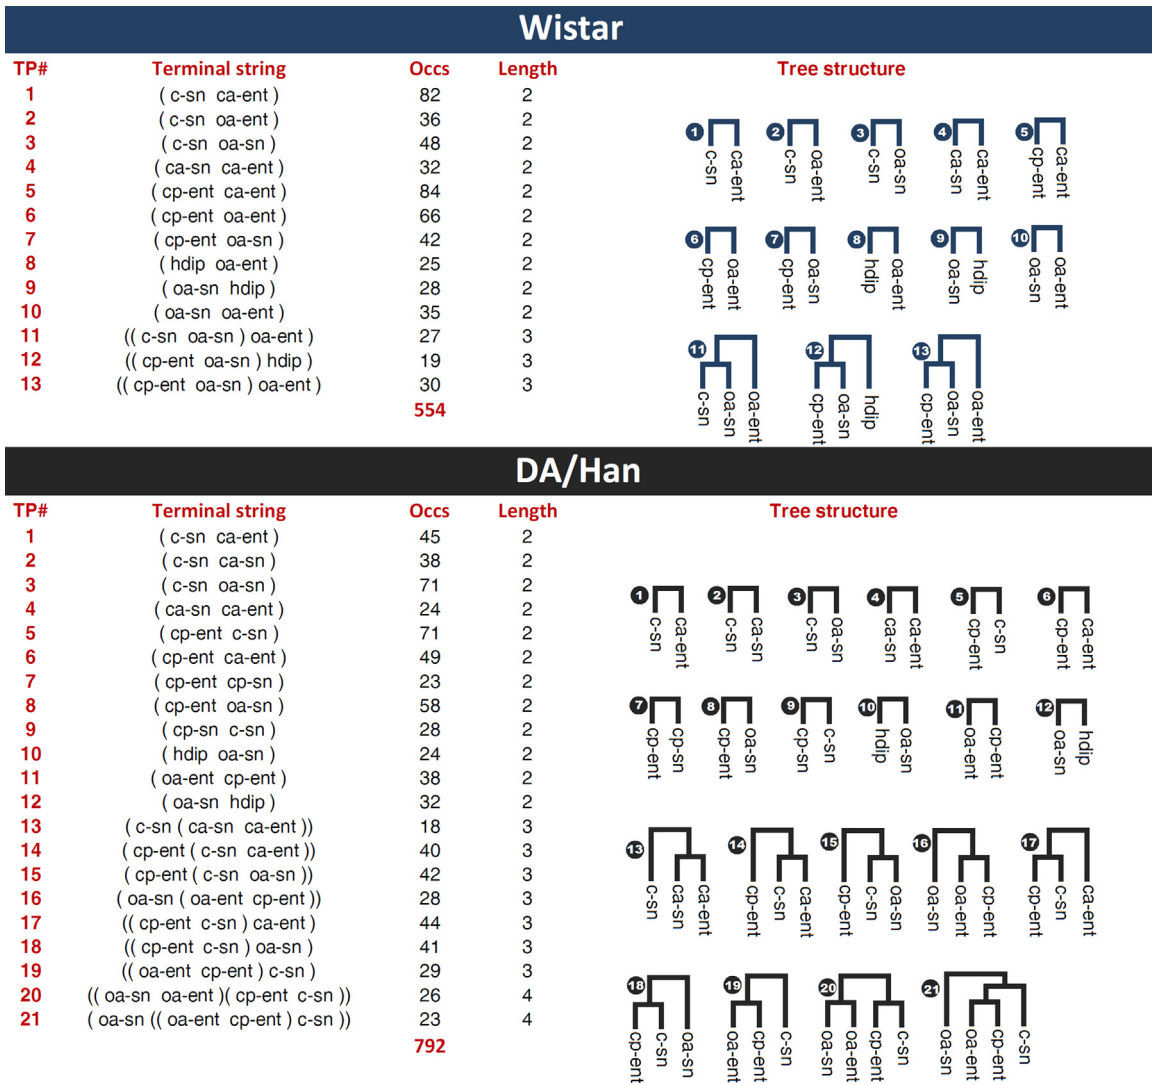 Wistar
TP# Terminal string Occs Length Tree structure
1 ( c-sn ca-ent ) 82 2
2 ( c-sn oa-ent ) 36 2
3 ( c-sn oa-sn ) 48 2
4 ( ca-sn ca-ent ) 32 2
5 ( cp-ent ca-ent ) 84 2
6 ( cp-ent oa-ent ) 66 2
7 ( cp-ent oa-sn ) 42 2
8 ( hdip oa-ent ) 25 2
9 ( oa-sn hdip ) 28 2
10 ( oa-sn oa-ent ) 35 2
11 (( c-sn oa-sn ) oa-ent ) 27 3
12 (( cp-ent oa-sn ) hdip ) 19 3
13 (( cp-ent oa-sn ) oa-ent ) 30 3
554
1 c-sn ca-ent 2 c-sn oa-ent 3 c-sn oa-sn 4 ca-sn ca-ent 5 cp-ent ca-ent
6 cp-ent oa-ent 7 cp-ent oa-sn 8 hdip oa-ent 9 oa-sn hdip 10 oa-sn oa-ent
11 c-sn oa-sn oa-ent 12 cp-ent oa-sn hdip 13 cp-ent oa-sn oa-ent
DA/Han
TP# Terminal string Occs Length Tree structure
1 ( c-sn ca-ent ) 45 2
2 ( c-sn ca-sn ) 38 2
3 ( c-sn oa-sn ) 71 2
4 ( ca-sn ca-ent ) 24 2
5 ( cp-ent c-sn ) 71 2
6 ( cp-ent ca-ent ) 49 2
7 ( cp-ent cp-sn ) 23 2
8 ( cp-ent oa-sn ) 58 2
9 ( cp-sn c-sn ) 28 2
10 ( hdip oa-sn ) 24 2
11 ( oa-ent cp-ent ) 38 2
12 ( oa-sn hdip ) 32 2
13 ( c-sn ( ca-sn ca-ent )) 18 3
14 ( cp-ent ( c-sn ca-ent )) 40 3
15 ( cp-ent ( c-sn oa-sn )) 42 3
16 ( oa-sn ( oa-ent cp-ent )) 28 3
17 (( cp-ent c-sn ) ca-ent ) 44 3
18 (( cp-ent c-sn ) oa-sn ) 41 3
19 (( oa-ent cp-ent ) c-sn ) 29 3
20 (( oa-sn oa-ent )( cp-ent c-sn )) 26 4
21 ( oa-sn (( oa-ent cp-ent ) c-sn )) 23 4
792
1 c-sn ca-ent 2 c-sn ca-sn 3 c-sn oa-sn 4 ca-sn ca-ent 5 cp-ent c-sn 6 cp-ent ca-ent
7 cp-ent cp-sn 8 cp-ent oa-sn 9 cp-sn c-sn 10 hdip oa-sn 11 oa-ent cp-ent 12 oa-sn hdip
13 c-sn ca-sn ca-ent 14 cp-ent c-sn ca-ent 15 cp-ent c-sn oa-sn 16 oa-sn oa-ent cp-ent 17 cp-ent c-sn ca-ent
18 cp-ent c-sn oa-sn 19 oa-ent cp-ent c-sn 20 oa-sn oa-ent cp-ent c-sn 21 oa-sn oa-ent cp-ent c-sn